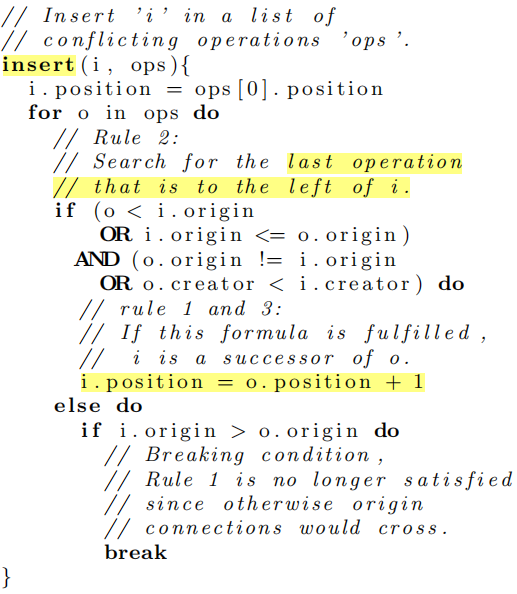 // Insert 'i' in a list of
// conflicting operations 'ops'.
insert(i, ops){
i.position = ops[0].position
for o in ops do
// Rule 2:
// Search for the last operation
// that is to the left of i.
if (o < i.origin
OR i.origin <= o.origin)
AND (o.origin != i.origin
OR o.creator < i.creator) do
// rule 1 and 3:
// If this formula is fulfilled,
// i is a successor of o.
i.position = o.position + 1
else do
if i.origin > o.origin do
// Breaking condition,
// Rule 1 is no longer satisfied
// since otherwise origin
// connections would cross.
break
}